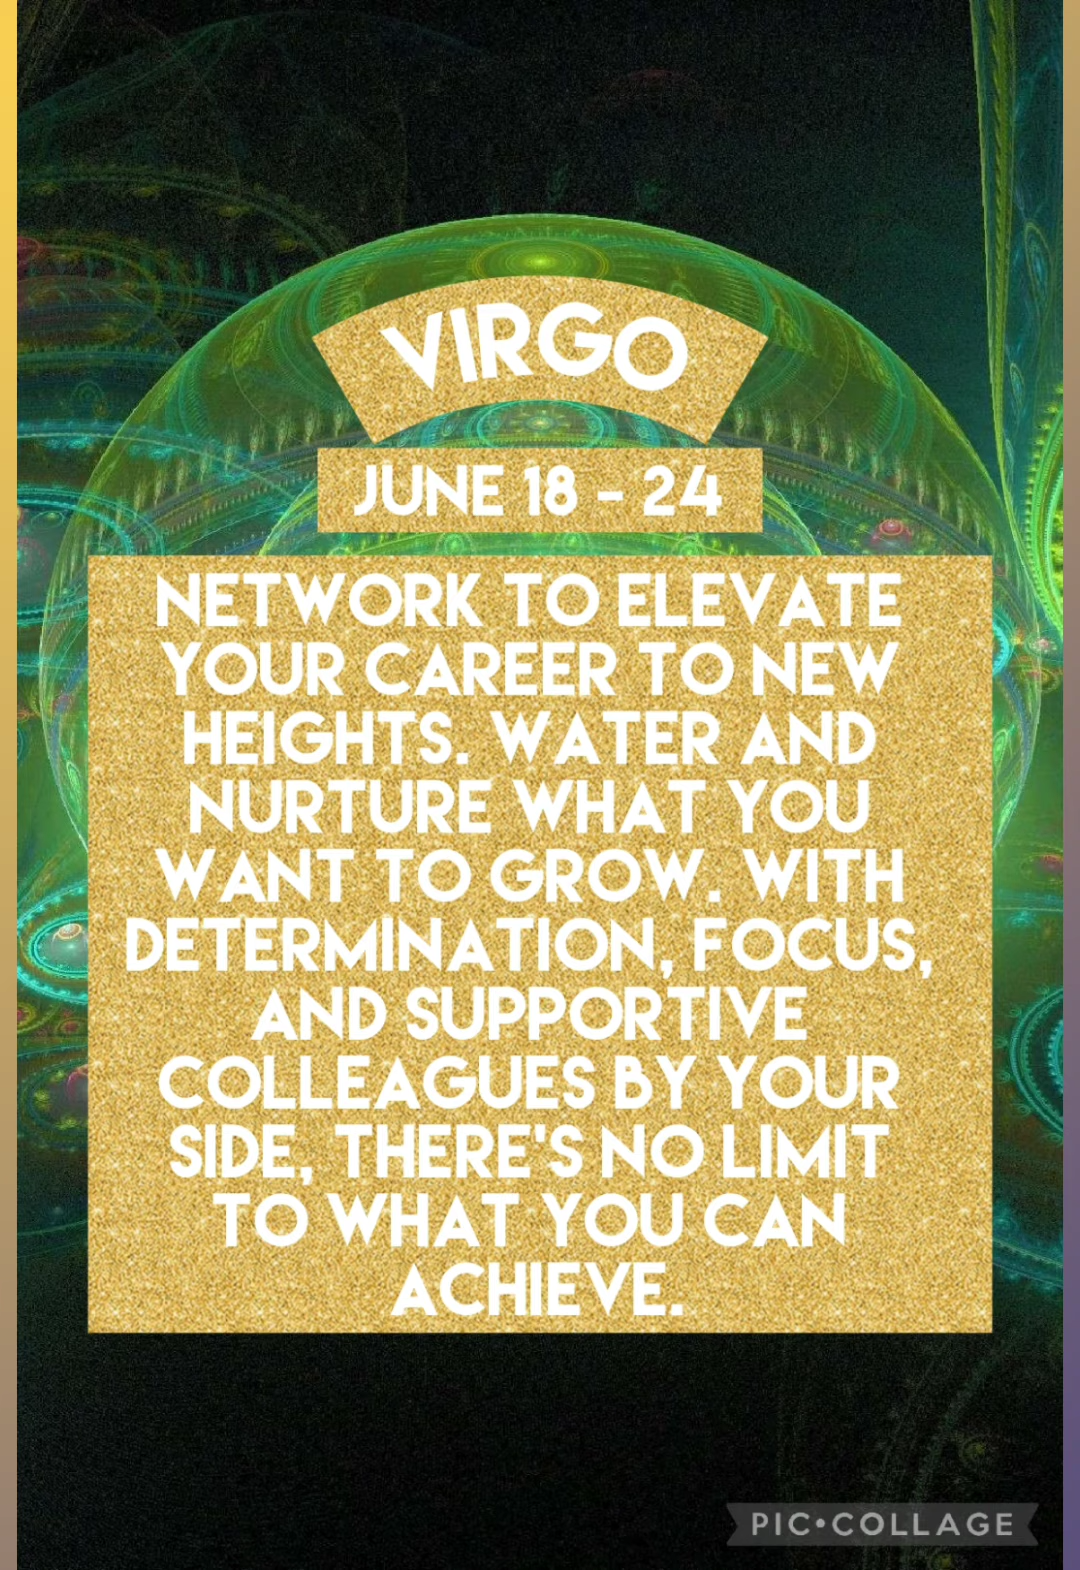 VIRGO
JUNE 18 - 24
NETWORK TO ELEVATE
YOUR CAREER TO NEW
HEIGHTS. WATER AND
NURTURE WHAT YOU
WANT TO GROW. WITH
DETERMINATION, FOCUS,
AND SUPPORTIVE
COLLEAGUES BY YOUR
SIDE, THERE'S NO LIMIT
TO WHAT YOU CAN
ACHIEVE.
PIC•COLLAGE